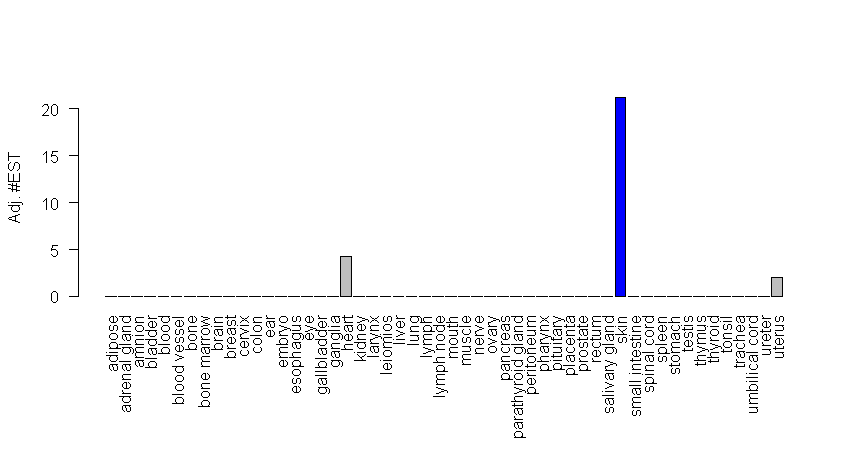 Adj. #EST
20
15
10
5
0
adipose
adrenal gland
amnion
bladder
blood
blood vessel
bone
bone marrow
brain
breast
cervix
colon
ear
embryo
esophagus
eye
gallbladder
ganglia
heart
kidney
larynx
leiomios
liver
lung
lymph
lymph node
mouth
muscle
nerve
ovary
pancreas
parathyroid gland
peritoneum
pharynx
pituitary
placenta
prostate
rectum
salivary gland
skin
small intestine
spinal cord
spleen
stomach
testis
thymus
thyroid
tonsil
trachea
umbilical cord
ureter
uterus